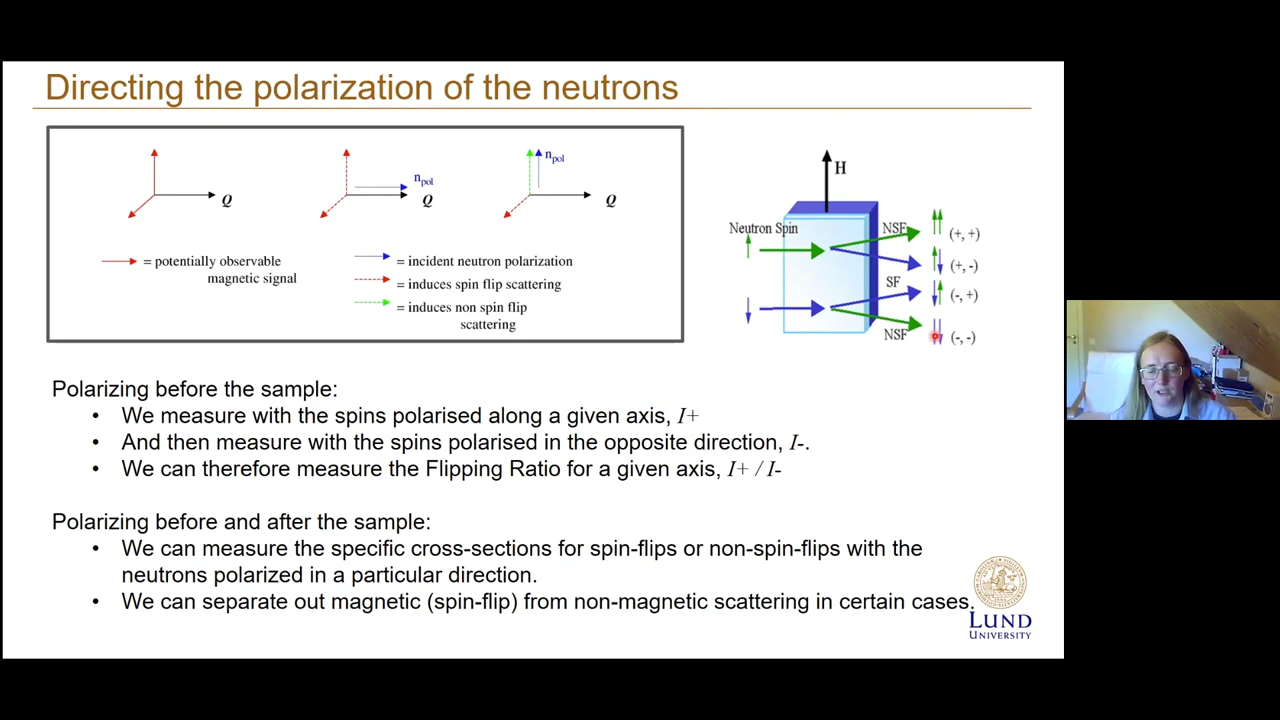 Directing the polarization of the neutrons
Q
n_pol
Q
n_pol
Q
= potentially observable
magnetic signal
= incident neutron polarization
= induces spin flip scattering
= induces non spin flip
scattering
H
Neutron Spin
NSF
(+, +)
(+, -)
SF
(-, +)
NSF
(-, -)
Polarizing before the sample:
• We measure with the spins polarised along a given axis, I+
• And then measure with the spins polarised in the opposite direction, I-.
• We can therefore measure the Flipping Ratio for a given axis, I+ / I-
Polarizing before and after the sample:
• We can measure the specific cross-sections for spin-flips or non-spin-flips with the
neutrons polarized in a particular direction.
• We can separate out magnetic (spin-flip) from non-magnetic scattering in certain cases.
LUND
UNIVERSITY